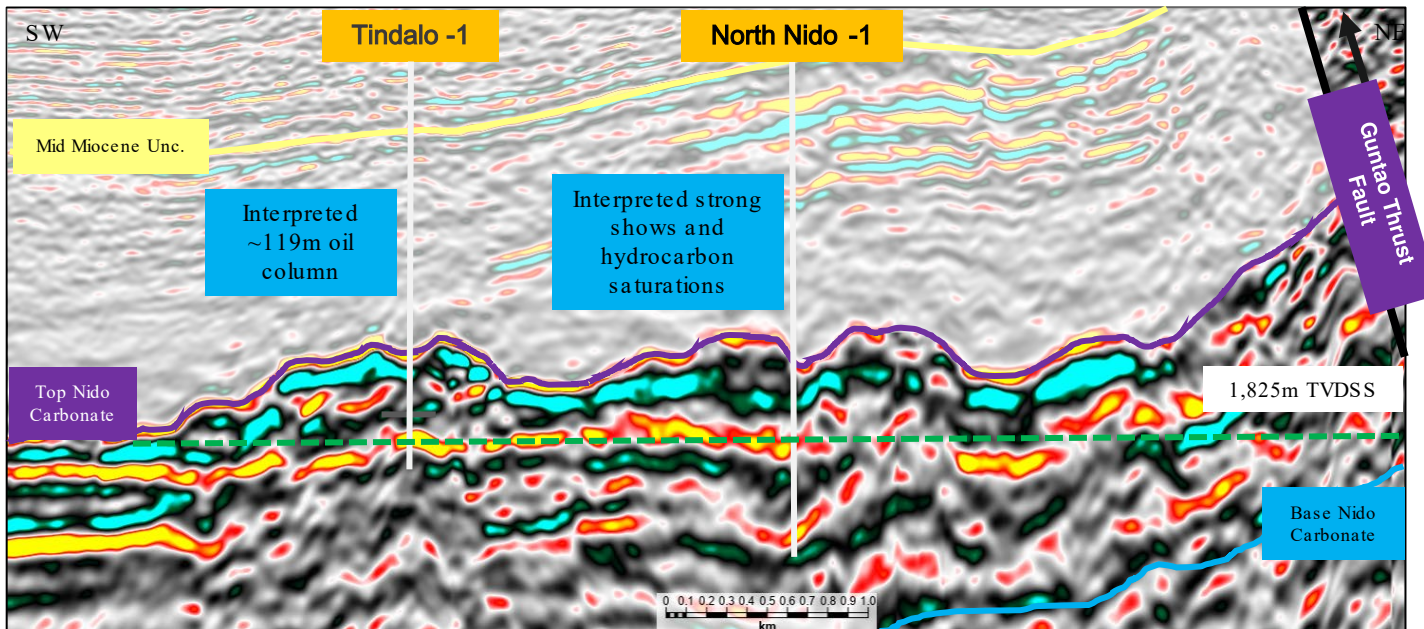 SW
Tindalo -1
North Nido -1
NE
Mid Miocene Unc.
Guntao Thrust
Fault
Interpreted
~119m oil
column
Interpreted strong
shows and
hydrocarbon
saturations
Top Nido
Carbonate
1,825m TVDSS
Base Nido
Carbonate
0 0.1 0.2 0.3 0.4 0.5 0.6 0.7 0.8 0.9 1.0
km